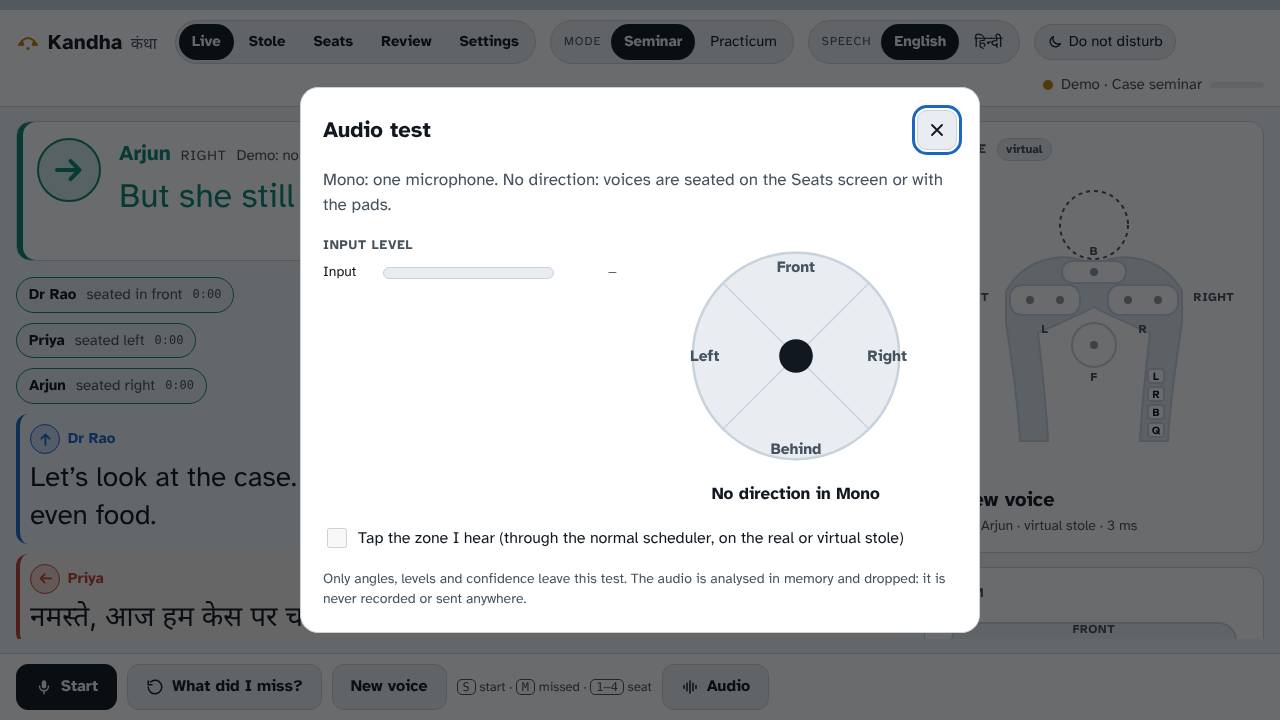 Kandha कंधा
Live Stole Seats Review Settings
MODE Seminar Practicum
SPEECH English हिन्दी
Do not disturb
Demo · Case seminar
Arjun RIGHT Demo: no
But she still
Dr Rao seated in front 0:00
Priya seated left 0:00
Arjun seated right 0:00
Dr Rao
Let's look at the case.
even food.
Priya
नमस्ते, आज हम केस पर
Audio test
Mono: one microphone. No direction: voices are seated on the Seats screen or with
the pads.
INPUT LEVEL
Input –
Front
Left Right
Behind
No direction in Mono
Tap the zone I hear (through the normal scheduler, on the real or virtual stole)
Only angles, levels and confidence leave this test. The audio is analysed in memory and dropped: it is
never recorded or sent anywhere.
virtual
B
RIGHT
L R
F
L
R
B
Q
voice
Arjun · virtual stole · 3 ms
FRONT
Start What did I miss? New voice S start · M missed · 1–4 seat Audio